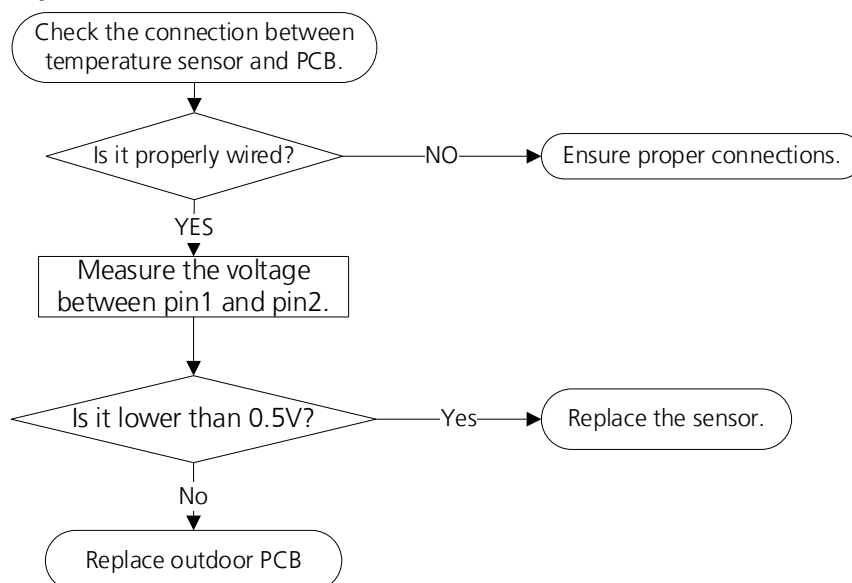 Check the connection between
temperature sensor and PCB.
Is it properly wired?
NO
Ensure proper connections.
YES
Measure the voltage
between pin1 and pin2.
Is it lower than 0.5V?
Yes
Replace the sensor.
No
Replace outdoor PCB